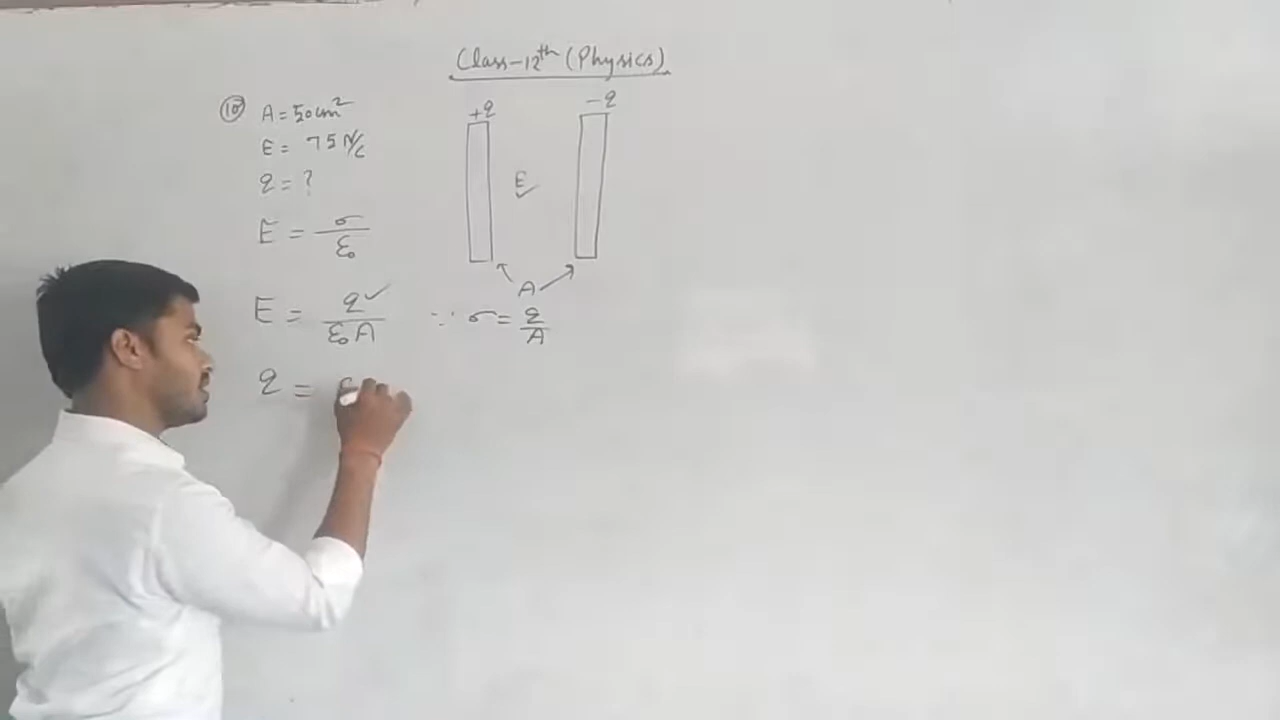 Class-12th (Physics)
(10) A = 50 cm²
E = 75 N/C
q = ?
E = σ/ε₀
E = q✓/ε₀A ∵ σ = q/A
q = ε
+q -q
E✓
A